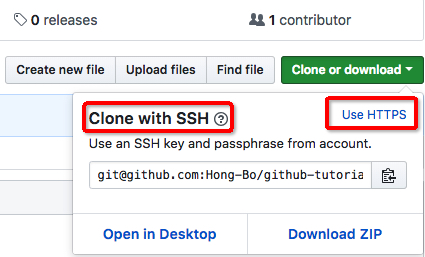 0 releases
1 contributor
Create new file
Upload files
Find file
Clone or download
Clone with SSH ?
Use HTTPS
Use an SSH key and passphrase from account.
git@github.com:Hong-Bo/github-tutoria
Open in Desktop
Download ZIP